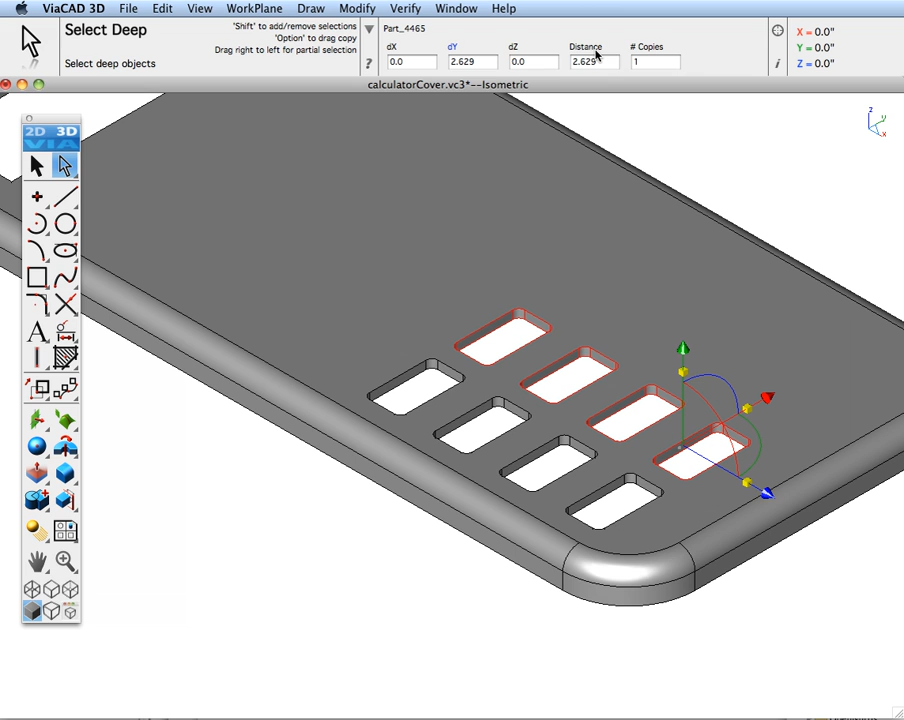 ViaCAD 3D File Edit View WorkPlane Draw Modify Verify Window Help
Select Deep
'Shift' to add/remove selections
'Option' to drag copy
Drag right to left for partial selection
Select deep objects
Part_4465
dX dY dZ Distance # Copies
0.0 2.629 0.0 2.629 1
X = 0.0"
Y = 0.0"
Z = 0.0"
calculatorCover.vc3*--Isometric
2D 3D
VIA
A
z
y
x